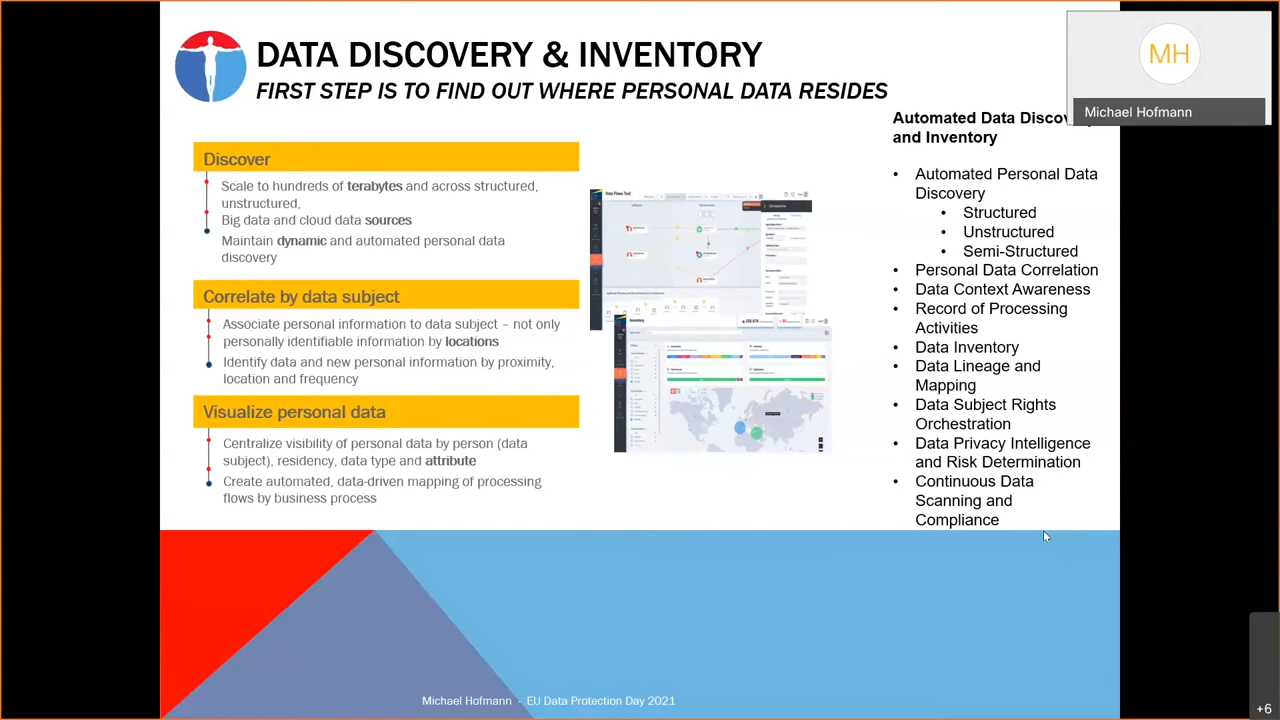 DATA DISCOVERY & INVENTORY
FIRST STEP IS TO FIND OUT WHERE PERSONAL DATA RESIDES
MH
Michael Hofmann
Discover
Scale to hundreds of terabytes and across structured,
unstructured,
Big data and cloud data sources
Maintain dynamic and automated personal data
discovery
Correlate by data subject
Associate personal information to data subject – not only
personally identifiable information by locations
Identify data and new personal information by proximity,
location and frequency
Visualize personal data
Centralize visibility of personal data by person (data
subject), residency, data type and attribute
Create automated, data-driven mapping of processing
flows by business process
Data Flows Tool
Inventory
Automated Data Discov
and Inventory
• Automated Personal Data
Discovery
• Structured
• Unstructured
• Semi-Structured
• Personal Data Correlation
• Data Context Awareness
• Record of Processing
Activities
• Data Inventory
• Data Lineage and
Mapping
• Data Subject Rights
Orchestration
• Data Privacy Intelligence
and Risk Determination
• Continuous Data
Scanning and
Compliance
Michael Hofmann - EU Data Protection Day 2021
+6